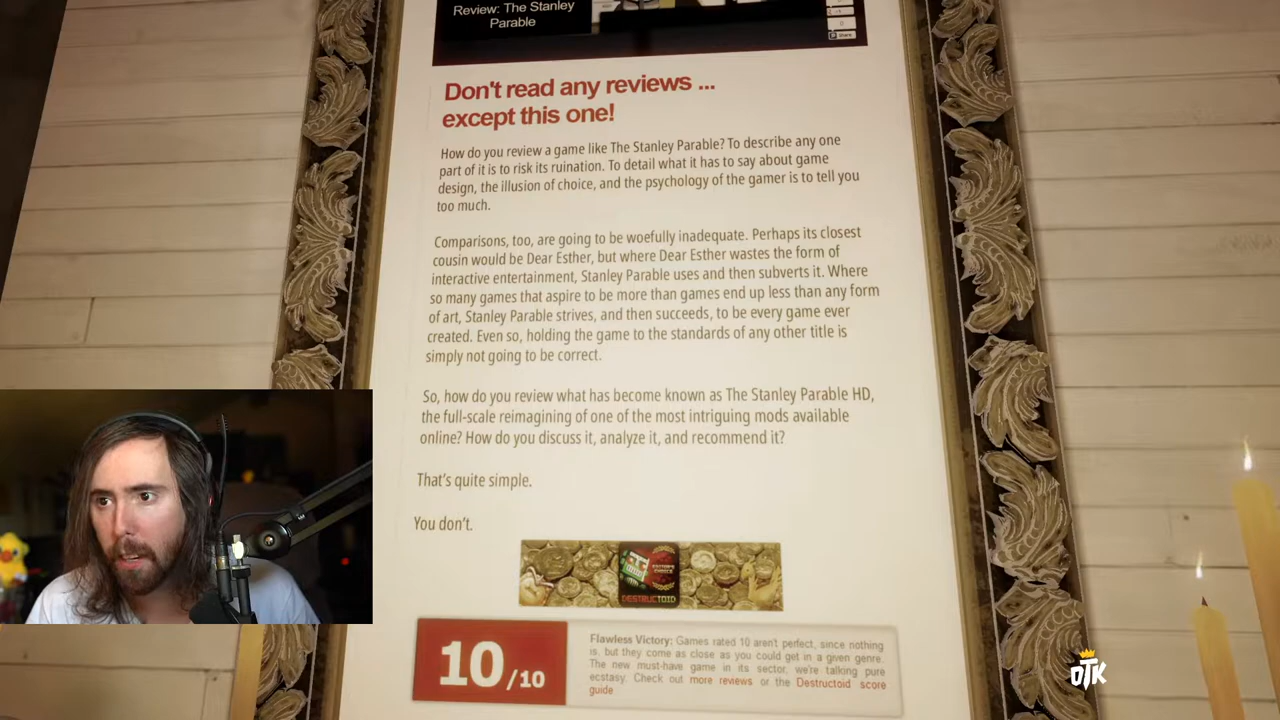 Review: The Stanley
Parable
Share
Don't read any reviews ...
except this one!
How do you review a game like The Stanley Parable? To describe any one
part of it is to risk its ruination. To detail what it has to say about game
design, the illusion of choice, and the psychology of the gamer is to tell you
too much.
Comparisons, too, are going to be woefully inadequate. Perhaps its closest
cousin would be Dear Esther, but where Dear Esther wastes the form of
interactive entertainment, Stanley Parable uses and then subverts it. Where
so many games that aspire to be more than games end up less than any form
of art, Stanley Parable strives, and then succeeds, to be every game ever
created. Even so, holding the game to the standards of any other title is
simply not going to be correct.
So, how do you review what has become known as The Stanley Parable HD,
the full-scale reimagining of one of the most intriguing mods available
online? How do you discuss it, analyze it, and recommend it?
That's quite simple.
You don't.
EDITOR'S
CHOICE
DESTRUCTOID
10/10
Flawless Victory: Games rated 10 aren't perfect, since nothing
is, but they come as close as you could get in a given genre.
The new must-have game in its sector, we're talking pure
ecstasy. Check out more reviews or the Destructoid score
guide
OTK